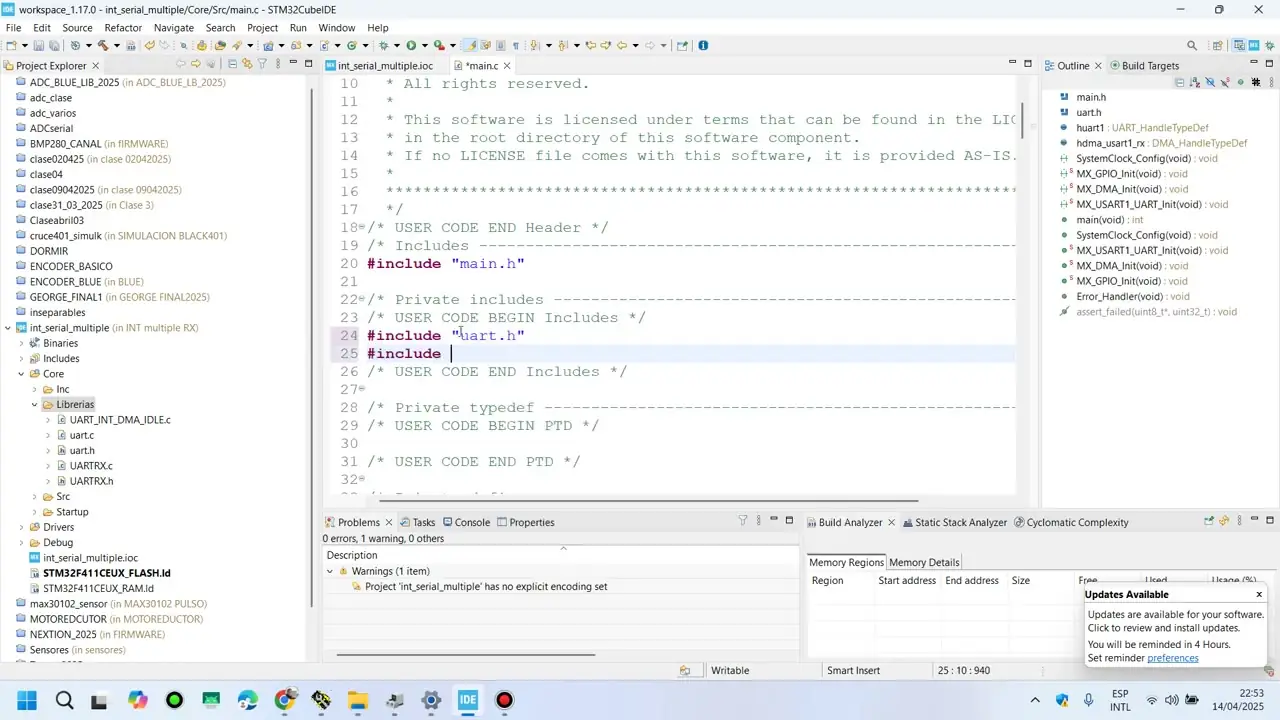 workspace_1.17.0 - int_serial_multiple/Core/Src/main.c - STM32CubeIDE
File Edit Source Refactor Navigate Search Project Run Window Help
Project Explorer
ADC_BLUE_LIB_2025 (in ADC_BLUE_LIB_2025)
adc_clase
adc_varios
ADCserial
BMP280_CANAL (in fIRMWARE)
clase020425 (in clase 02042025)
clase04
clase09042025 (in clase 09042025)
clase31_03_2025 (in Clase 3)
Claseabril03
cruce401_simulk (in SIMULACION BLACK401)
DORMIR
ENCODER_BASICO
ENCODER_BLUE (in BLUE)
GEORGE_FINAL1 (in GEORGE FINAL2025)
inseparables
int_serial_multiple (in INT multiple RX)
Binaries
Includes
Core
Inc
Librerias
UART_INT_DMA_IDLE.c
uart.c
uart.h
UARTRX.c
UARTRX.h
Src
Startup
Drivers
Debug
int_serial_multiple.ioc
STM32F411CEUX_FLASH.ld
STM32F411CEUX_RAM.ld
max30102_sensor (in MAX30102 PULSO)
MOTOREDCUTOR (in MOTOREDUCTOR)
NEXTION_2025 (in FIRMWARE)
Sensores (in sensores)
int_serial_multiple.ioc *main.c
10 * All rights reserved.
11 *
12 * This software is licensed under terms that can be found in the LIC
13 * in the root directory of this software component.
14 * If no LICENSE file comes with this software, it is provided AS-IS.
15 *
16 **********************************************************************
17 */
18 /* USER CODE END Header */
19 /* Includes ----------------------------------------------------------
20 #include "main.h"
21
22 /* Private includes --------------------------------------------------
23 /* USER CODE BEGIN Includes */
24 #include "uart.h"
25 #include
26 /* USER CODE END Includes */
27
28 /* Private typedef ---------------------------------------------------
29 /* USER CODE BEGIN PTD */
30
31 /* USER CODE END PTD */
32
Outline Build Targets
main.h
uart.h
huart1 : UART_HandleTypeDef
hdma_usart1_rx : DMA_HandleTypeDef
SystemClock_Config(void) : void
MX_GPIO_Init(void) : void
MX_DMA_Init(void) : void
MX_USART1_UART_Init(void) : void
main(void) : int
SystemClock_Config(void) : void
MX_USART1_UART_Init(void) : void
MX_DMA_Init(void) : void
MX_GPIO_Init(void) : void
Error_Handler(void) : void
assert_failed(uint8_t*, uint32_t) : void
Problems Tasks Console Properties
0 errors, 1 warning, 0 others
Description
Warnings (1 item)
Project 'int_serial_multiple' has no explicit encoding set
Build Analyzer Static Stack Analyzer Cyclomatic Complexity
Memory Regions Memory Details
Region Start address End address Size Free Used Usage (%)
Updates Available
Updates are available for your software.
Click to review and install updates.
You will be reminded in 4 Hours.
Set reminder preferences
Writable Smart Insert 25 : 10 : 940
IDE
ESP
INTL
22:53
14/04/2025